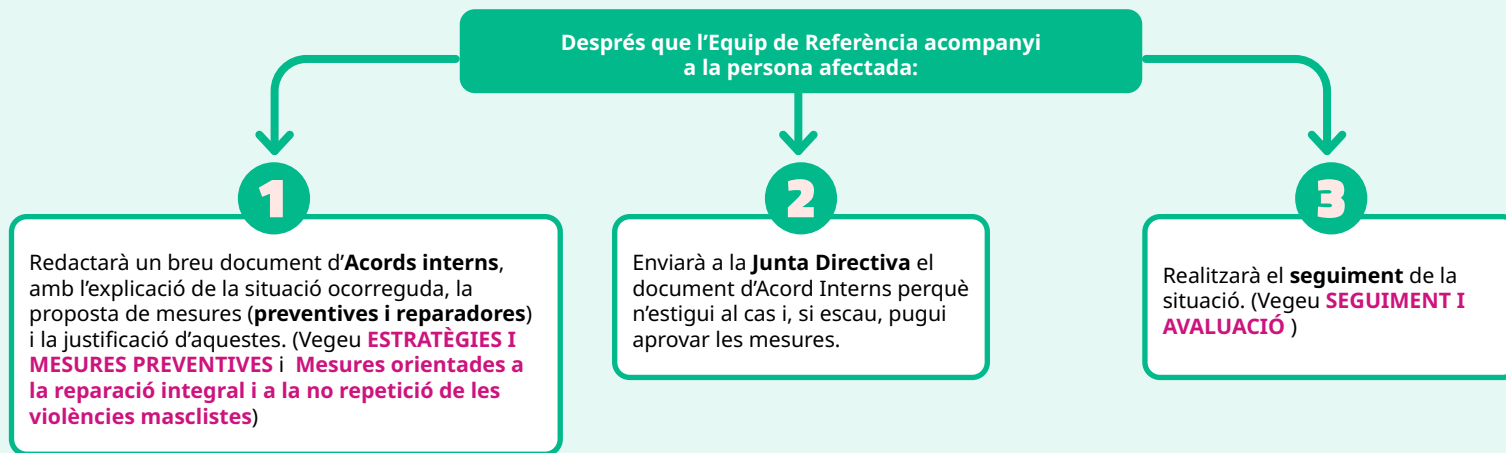 Després que l'Equip de Referència acompanyi
a la persona afectada:
1
Redactarà un breu document d'Acords interns,
amb l'explicació de la situació ocorreguda, la
proposta de mesures (preventives i reparadores)
i la justificació d'aquestes. (Vegeu ESTRATÈGIES I
MESURES PREVENTIVES i Mesures orientades a
la reparació integral i a la no repetició de les
violències masclistes)
2
Enviarà a la Junta Directiva el
document d'Acord Interns perquè
n'estigui al cas i, si escau, pugui
aprovar les mesures.
3
Realitzarà el seguiment de la
situació. (Vegeu SEGUIMENT I
AVALUACIÓ )